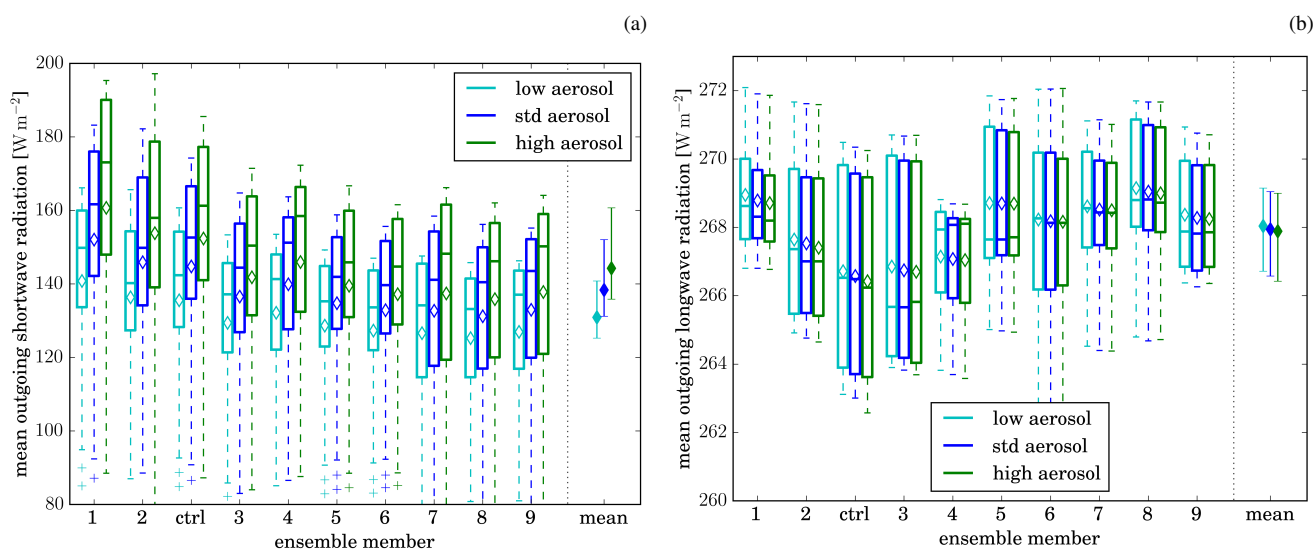 (a)
mean outgoing shortwave radiation [W m⁻²]
200
180
160
140
120
100
80
low aerosol
std aerosol
high aerosol
1 2 ctrl 3 4 5 6 7 8 9 mean
ensemble member
(b)
mean outgoing longwave radiation [W m⁻²]
272
270
268
266
264
262
260
low aerosol
std aerosol
high aerosol
1 2 ctrl 3 4 5 6 7 8 9 mean
ensemble member